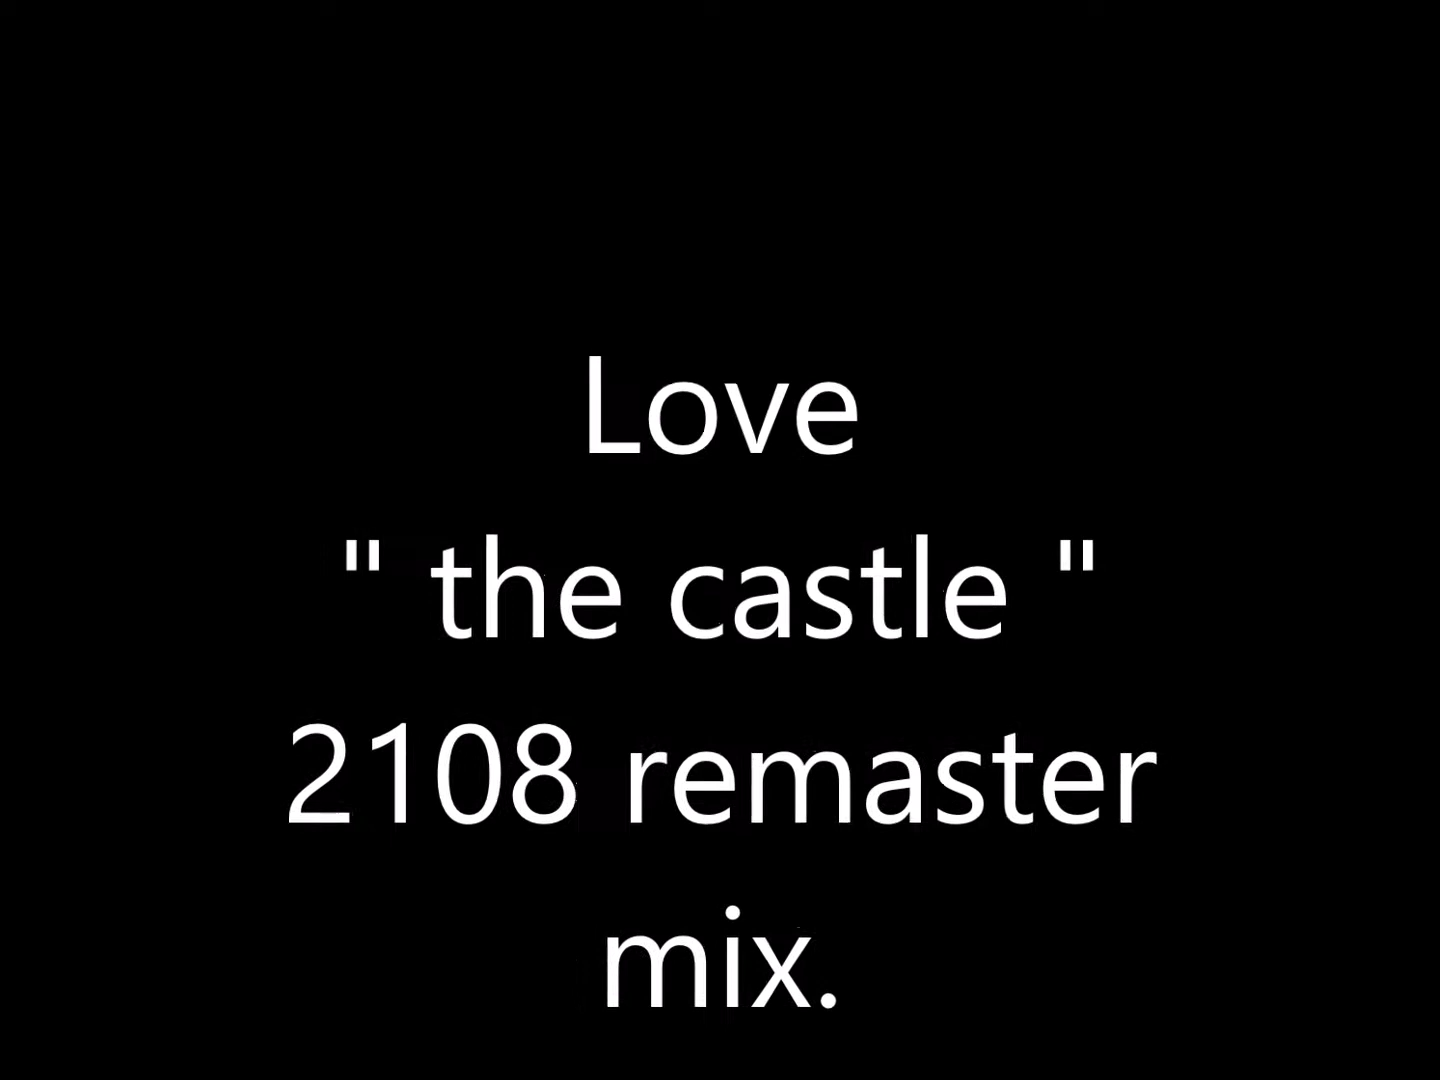 Love
" the castle "
2108 remaster
mix.